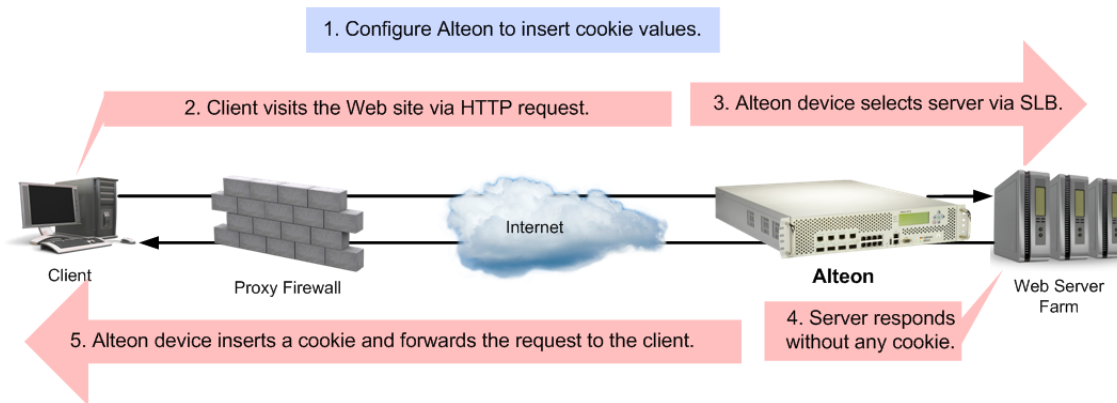 1. Configure Alteon to insert cookie values.
2. Client visits the Web site via HTTP request.
3. Alteon device selects server via SLB.
Internet
Client
Proxy Firewall
Alteon
Web Server
Farm
4. Server responds
without any cookie.
5. Alteon device inserts a cookie and forwards the request to the client.